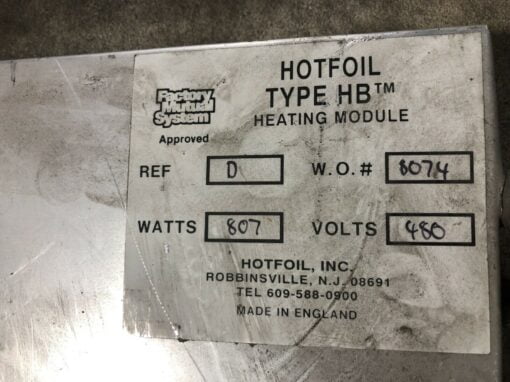 HOTFOIL
TYPE HB™
HEATING MODULE
Factory
Mutual
System
Approved
REF D W.O.# 8074
WATTS 807 VOLTS 480
HOTFOIL, INC.
ROBBINSVILLE, N.J. 08691
TEL 609-588-0900
MADE IN ENGLAND